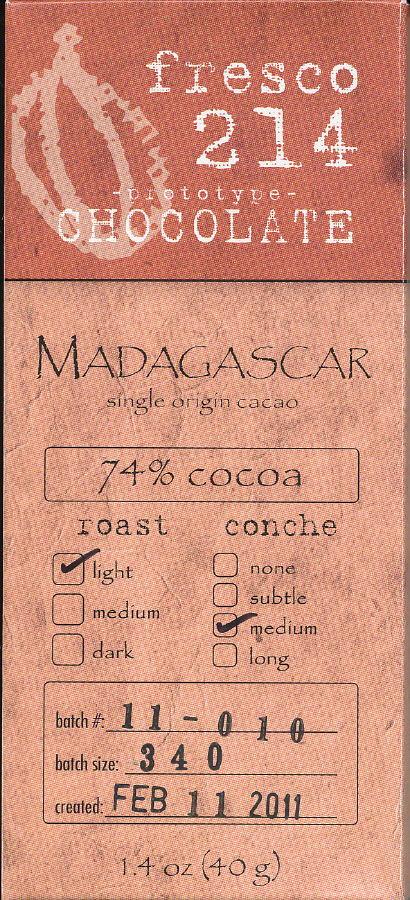 fresco
214
-prototype-
CHOCOLATE
MADAGASCAR
single origin cacao
74% cocoa
roast conche
light none
medium subtle
dark medium
long
batch #: 11-010
batch size: 340
created: FEB 11 2011
1.4 oz (40 g)